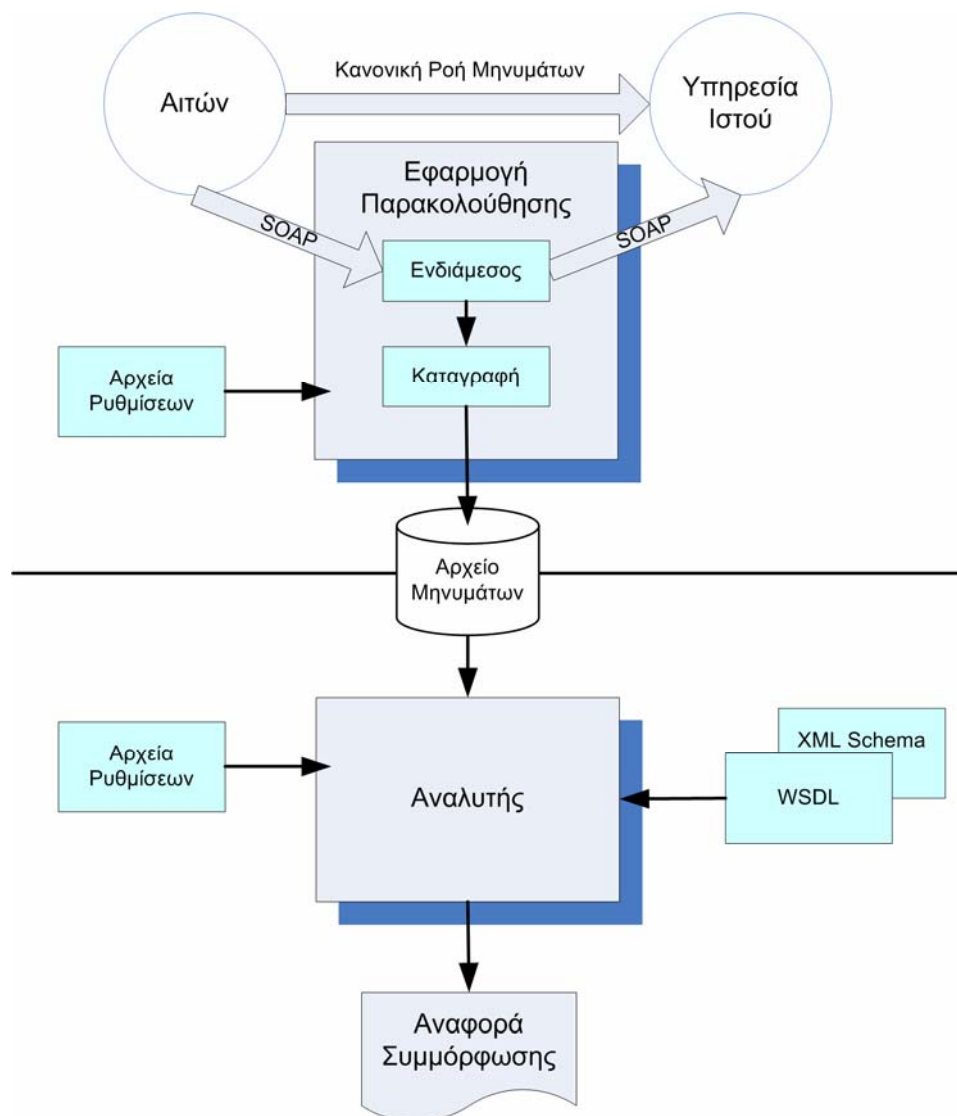 Κανονική Ροή Μηνυμάτων
Αιτών
Υπηρεσία
Ιστού
Εφαρμογή
Παρακολούθησης
SOAP
SOAP
Ενδιάμεσος
Καταγραφή
Αρχεία
Ρυθμίσεων
Αρχείο
Μηνυμάτων
Αρχεία
Ρυθμίσεων
Αναλυτής
XML Schema
WSDL
Αναφορά
Συμμόρφωσης